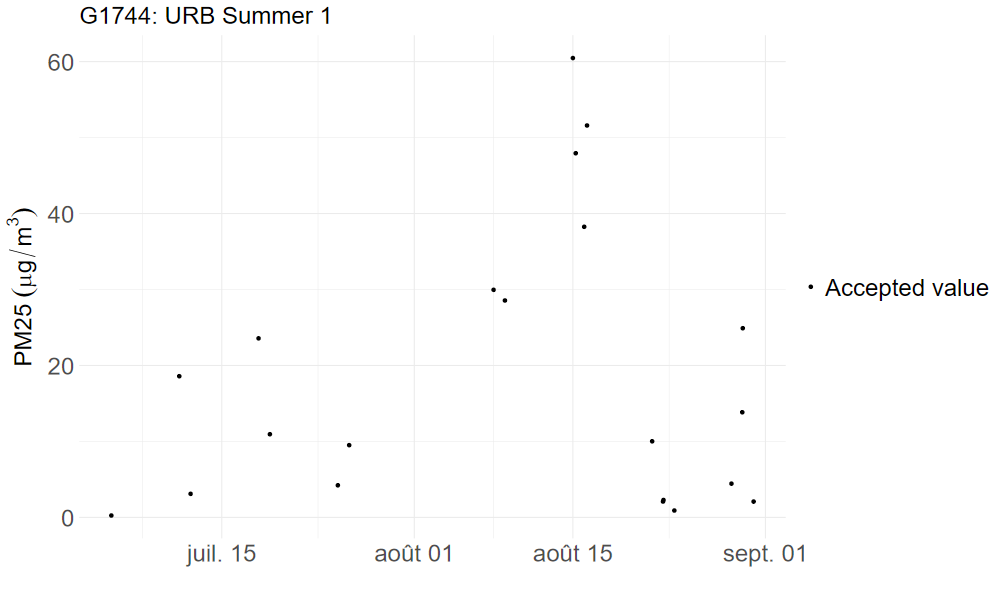 G1744: URB Summer 1
PM25 (μg/m³)
60
40
20
0
juil. 15
août 01
août 15
sept. 01
Accepted value